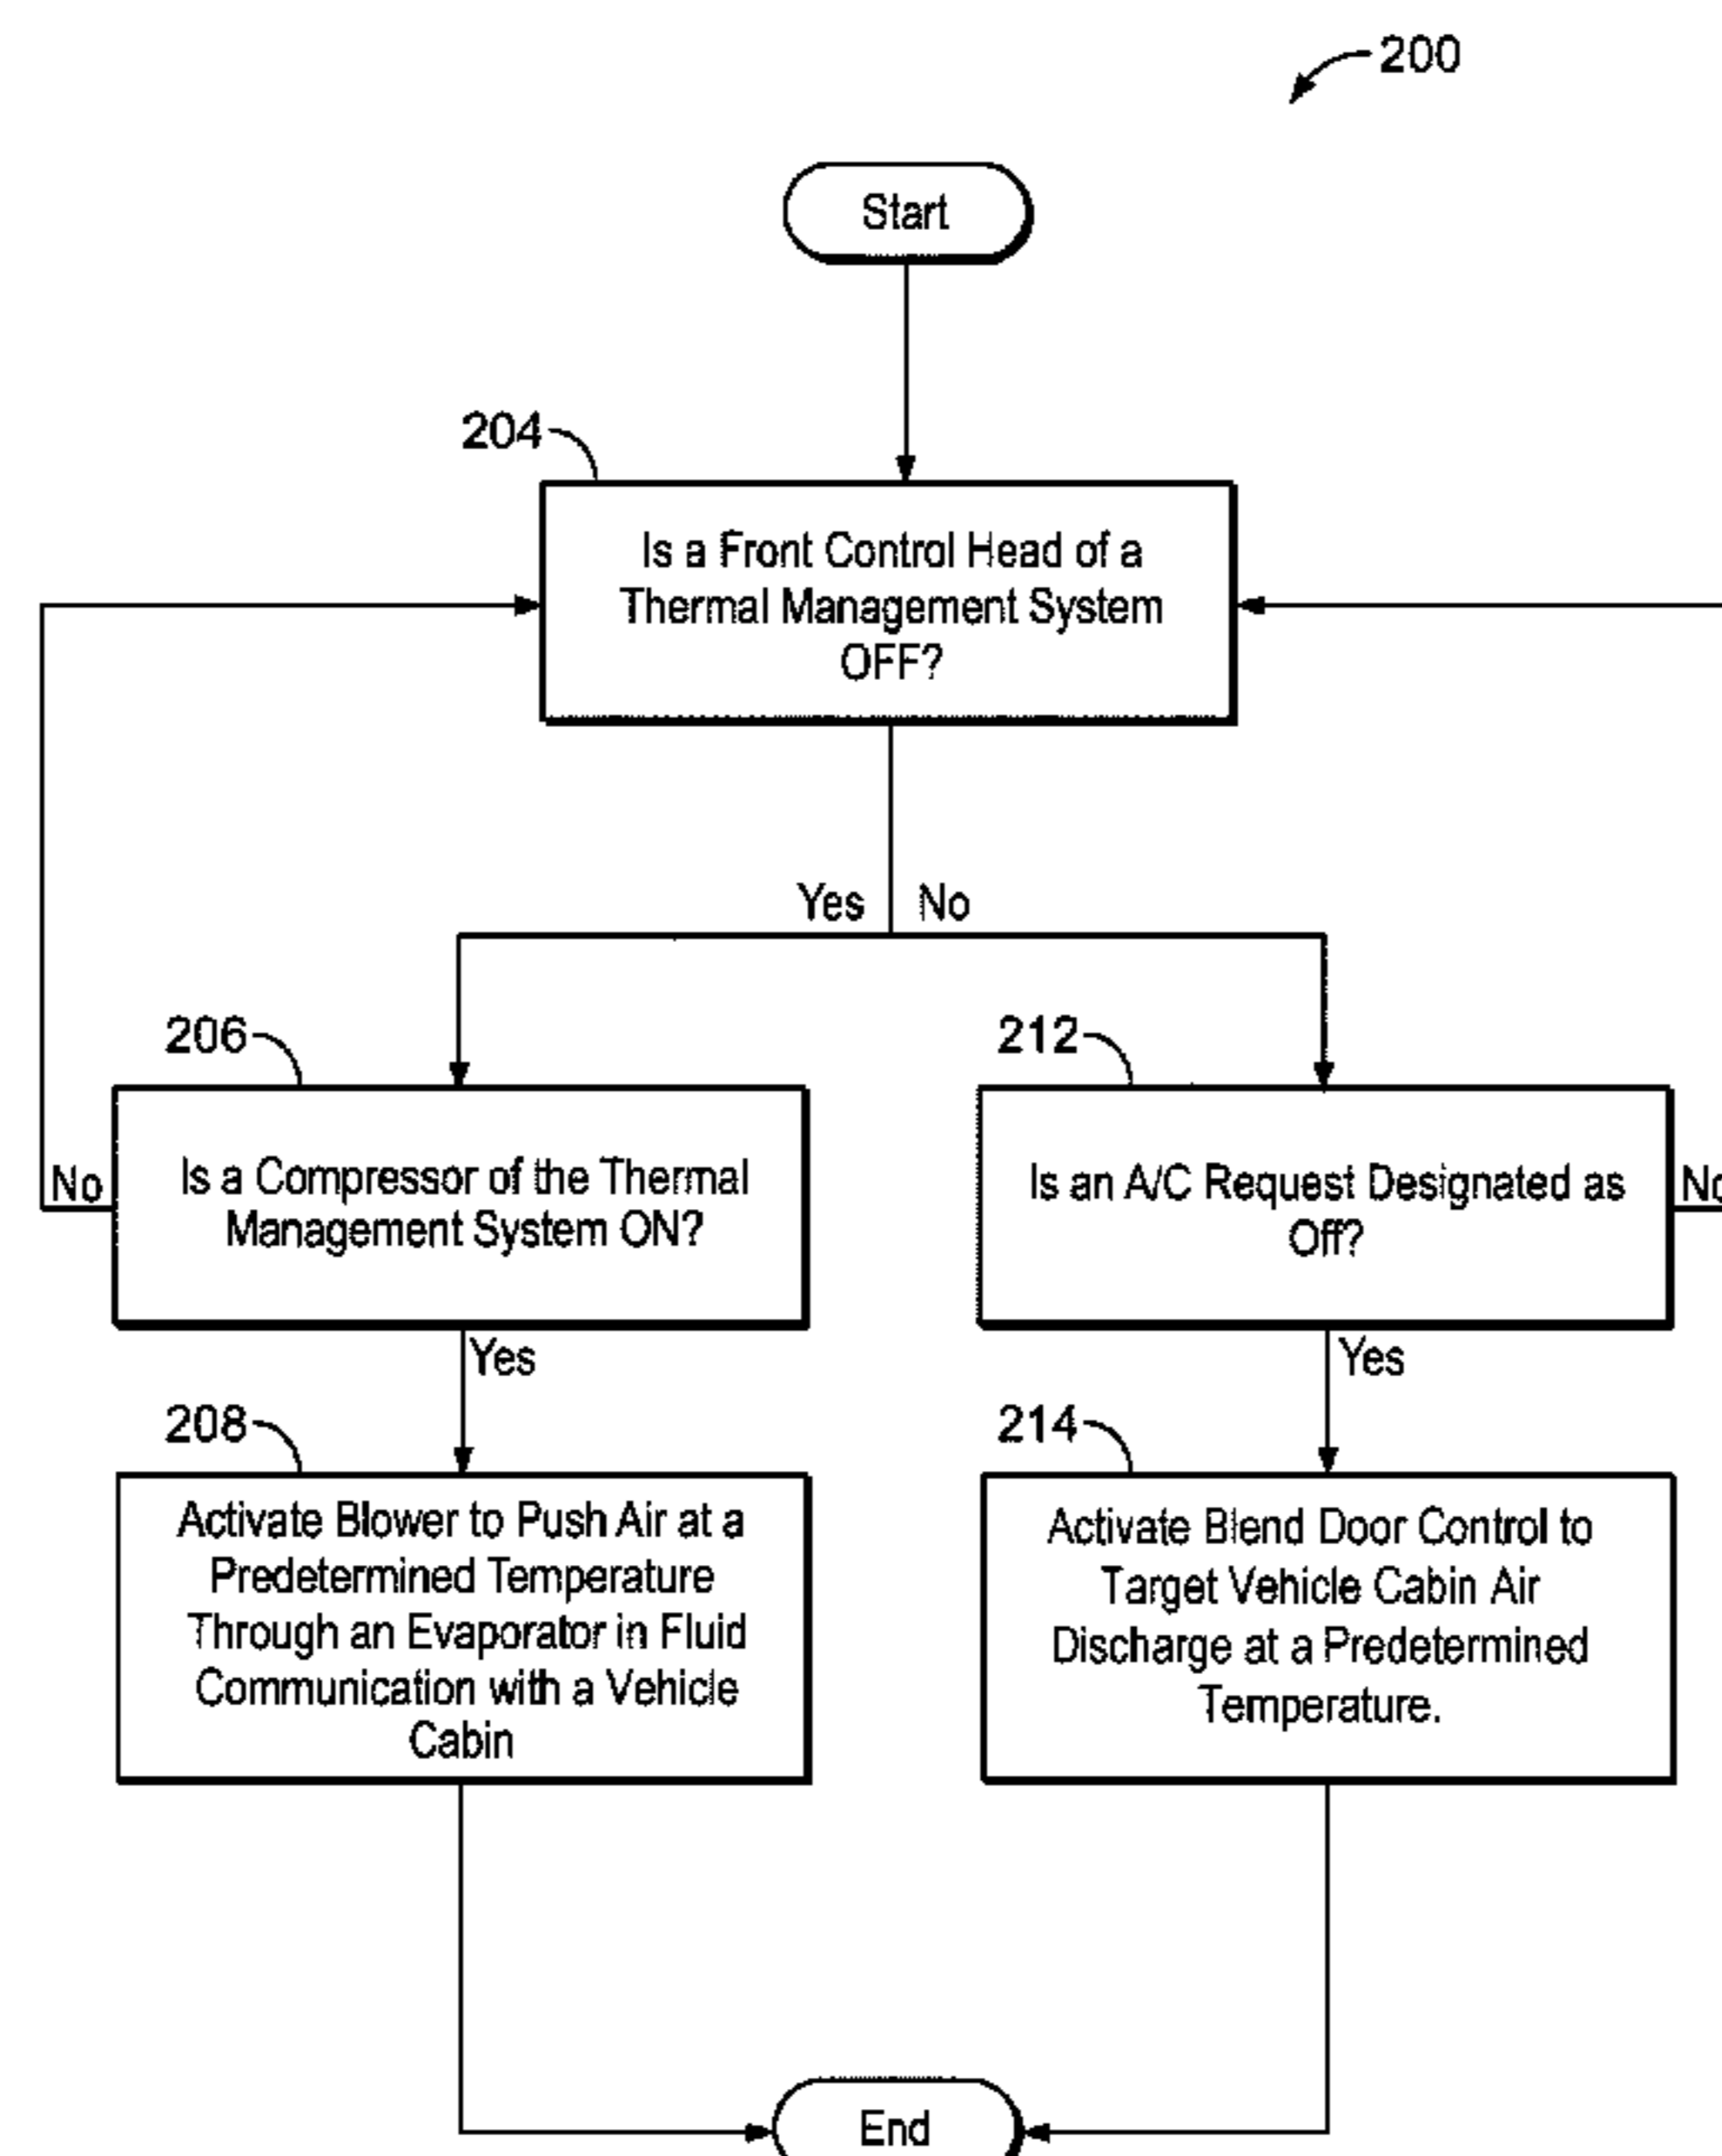 200
Start
204
Is a Front Control Head of a
Thermal Management System
OFF?
Yes No
206
212
No
Is a Compressor of the Thermal
Management System ON?
Is an A/C Request Designated as
Off?
No
Yes
Yes
208
214
Activate Blower to Push Air at a
Predetermined Temperature
Through an Evaporator in Fluid
Communication with a Vehicle
Cabin
Activate Blend Door Control to
Target Vehicle Cabin Air
Discharge at a Predetermined
Temperature.
End